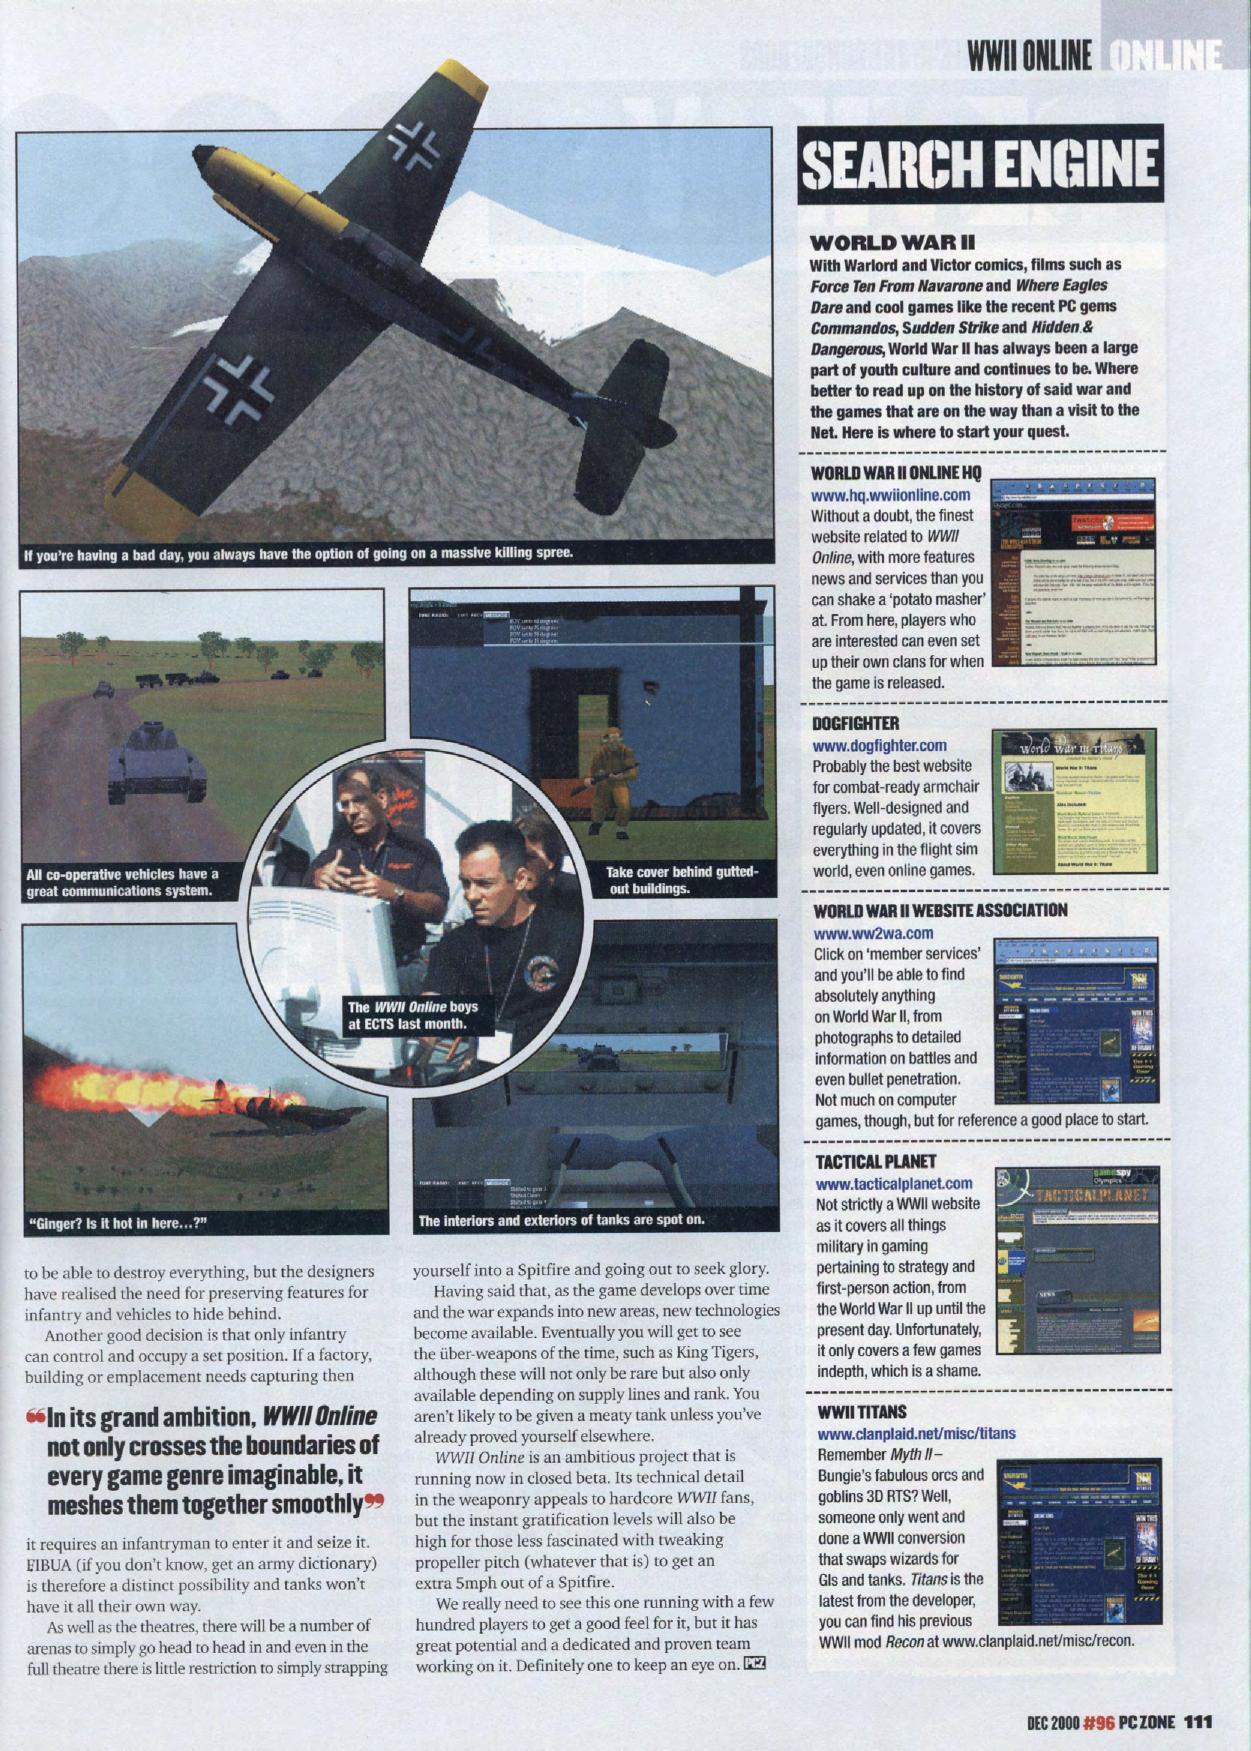 WWII ONLINE ONLINE
If you're having a bad day, you always have the option of going on a massive killing spree.
All co-operative vehicles have a
great communications system.
Take cover behind gutted-
out buildings.
The WWII Online boys
at ECTS last month.
"Ginger? Is it hot in here...?"
The interiors and exteriors of tanks are spot on.
to be able to destroy everything, but the designers
have realised the need for preserving features for
infantry and vehicles to hide behind.
Another good decision is that only infantry
can control and occupy a set position. If a factory,
building or emplacement needs capturing then
❝In its grand ambition, WWII Online
not only crosses the boundaries of
every game genre imaginable, it
meshes them together smoothly❞
it requires an infantryman to enter it and seize it.
FIBUA (if you don't know, get an army dictionary)
is therefore a distinct possibility and tanks won't
have it all their own way.
As well as the theatres, there will be a number of
arenas to simply go head to head in and even in the
full theatre there is little restriction to simply strapping
yourself into a Spitfire and going out to seek glory.
Having said that, as the game develops over time
and the war expands into new areas, new technologies
become available. Eventually you will get to see
the über-weapons of the time, such as King Tigers,
although these will not only be rare but also only
available depending on supply lines and rank. You
aren't likely to be given a meaty tank unless you've
already proved yourself elsewhere.
WWII Online is an ambitious project that is
running now in closed beta. Its technical detail
in the weaponry appeals to hardcore WWII fans,
but the instant gratification levels will also be
high for those less fascinated with tweaking
propeller pitch (whatever that is) to get an
extra 5mph out of a Spitfire.
We really need to see this one running with a few
hundred players to get a good feel for it, but it has
great potential and a dedicated and proven team
working on it. Definitely one to keep an eye on. PCZ
SEARCH ENGINE
WORLD WAR II
With Warlord and Victor comics, films such as
Force Ten From Navarone and Where Eagles
Dare and cool games like the recent PC gems
Commandos, Sudden Strike and Hidden &
Dangerous, World War II has always been a large
part of youth culture and continues to be. Where
better to read up on the history of said war and
the games that are on the way than a visit to the
Net. Here is where to start your quest.
WORLD WAR II ONLINE HQ
www.hq.wwiionline.com
Without a doubt, the finest
website related to WWII
Online, with more features
news and services than you
can shake a 'potato masher'
at. From here, players who
are interested can even set
up their own clans for when
the game is released.
DOGFIGHTER
www.dogfighter.com
Probably the best website
for combat-ready armchair
flyers. Well-designed and
regularly updated, it covers
everything in the flight sim
world, even online games.
World War in Titans
WORLD WAR II WEBSITE ASSOCIATION
www.ww2wa.com
Click on 'member services'
and you'll be able to find
absolutely anything
on World War II, from
photographs to detailed
information on battles and
even bullet penetration.
Not much on computer
games, though, but for reference a good place to start.
TACTICAL PLANET
www.tacticalplanet.com
Not strictly a WWII website
as it covers all things
military in gaming
pertaining to strategy and
first-person action, from
the World War II up until the
present day. Unfortunately,
it only covers a few games
indepth, which is a shame.
gamespy
Olympics
TACTICALPLANET
NEWS
WWII TITANS
www.clanplaid.net/misc/titans
Remember Myth II –
Bungie's fabulous orcs and
goblins 3D RTS? Well,
someone only went and
done a WWII conversion
that swaps wizards for
GIs and tanks. Titans is the
latest from the developer,
you can find his previous
WWII mod Recon at www.clanplaid.net/misc/recon.
DEC 2000 #96 PC ZONE 111